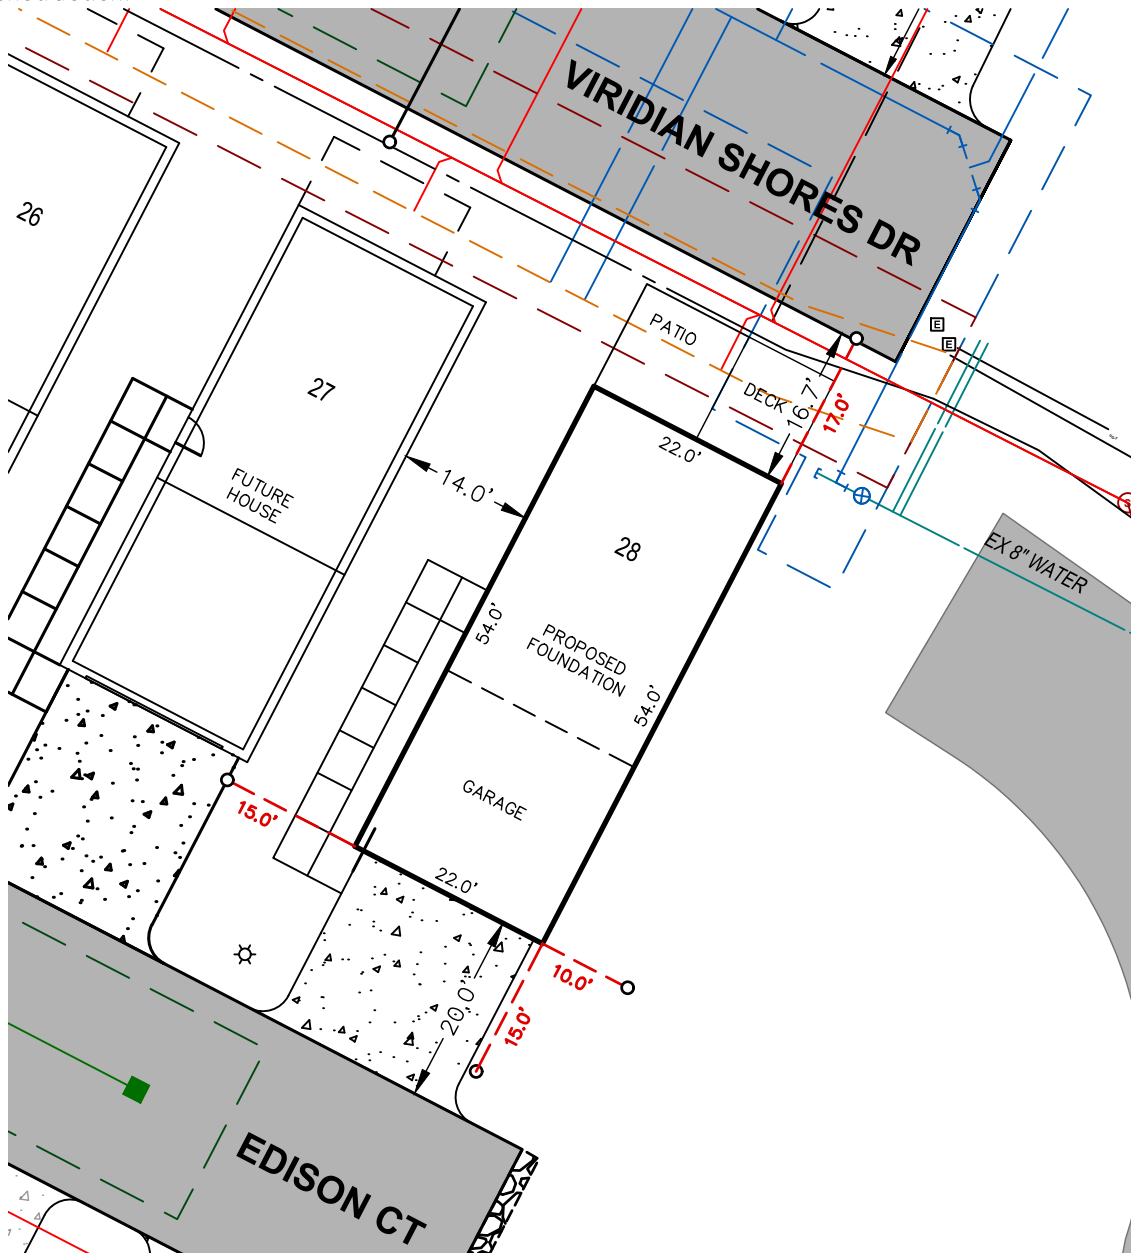 VIRIDIAN SHORES DR
26
27
FUTURE
HOUSE
PATIO
DECK
16.7'
17.0'
22.0'
14.0'
28
E
E
EX 8" WATER
S
54.0'
PROPOSED
FOUNDATION
54.0'
GARAGE
15.0'
22.0'
20.0'
10.0'
15.0'
EDISON CT